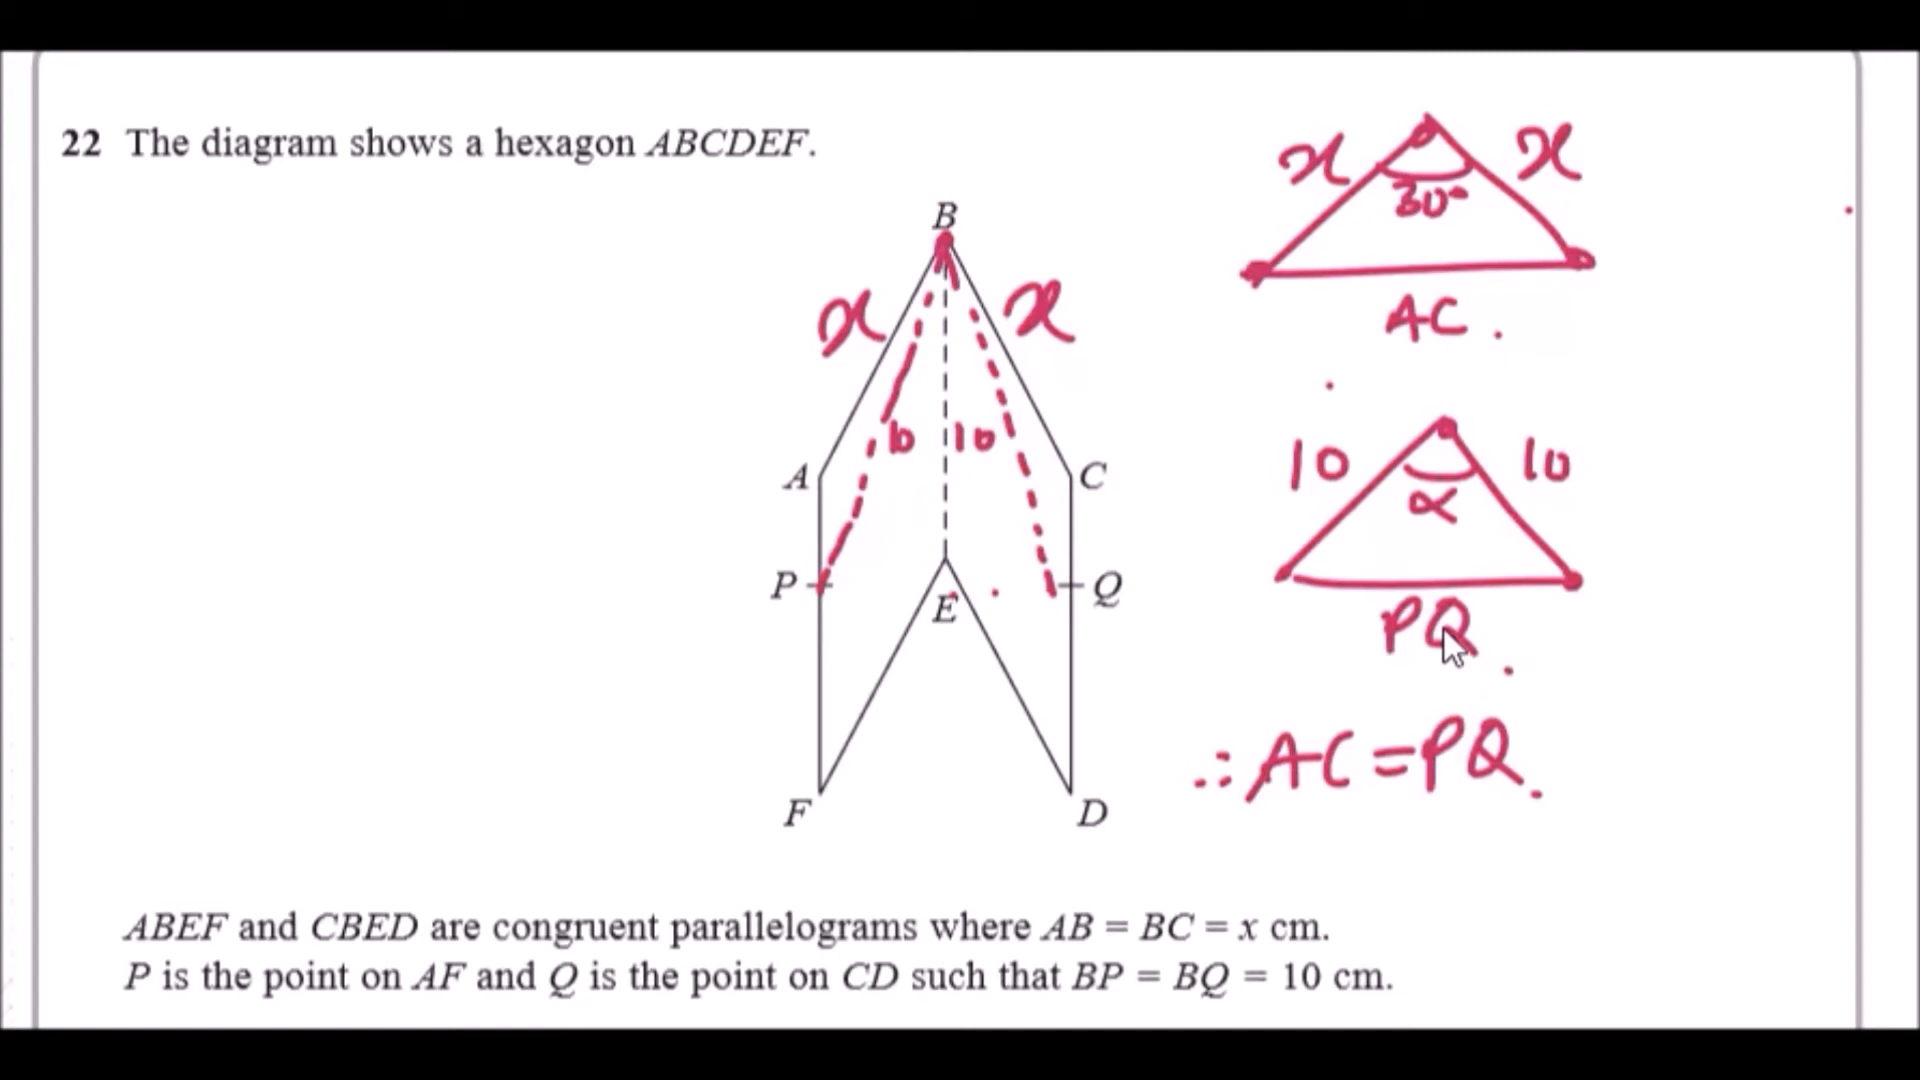 22 The diagram shows a hexagon ABCDEF.
x
x
30°
B
AC.
x
x
10
10
10
10
α
A
C
P
Q
E
PQ
∴ AC = PQ.
F
D
ABEF and CBED are congruent parallelograms where AB = BC = x cm.
P is the point on AF and Q is the point on CD such that BP = BQ = 10 cm.